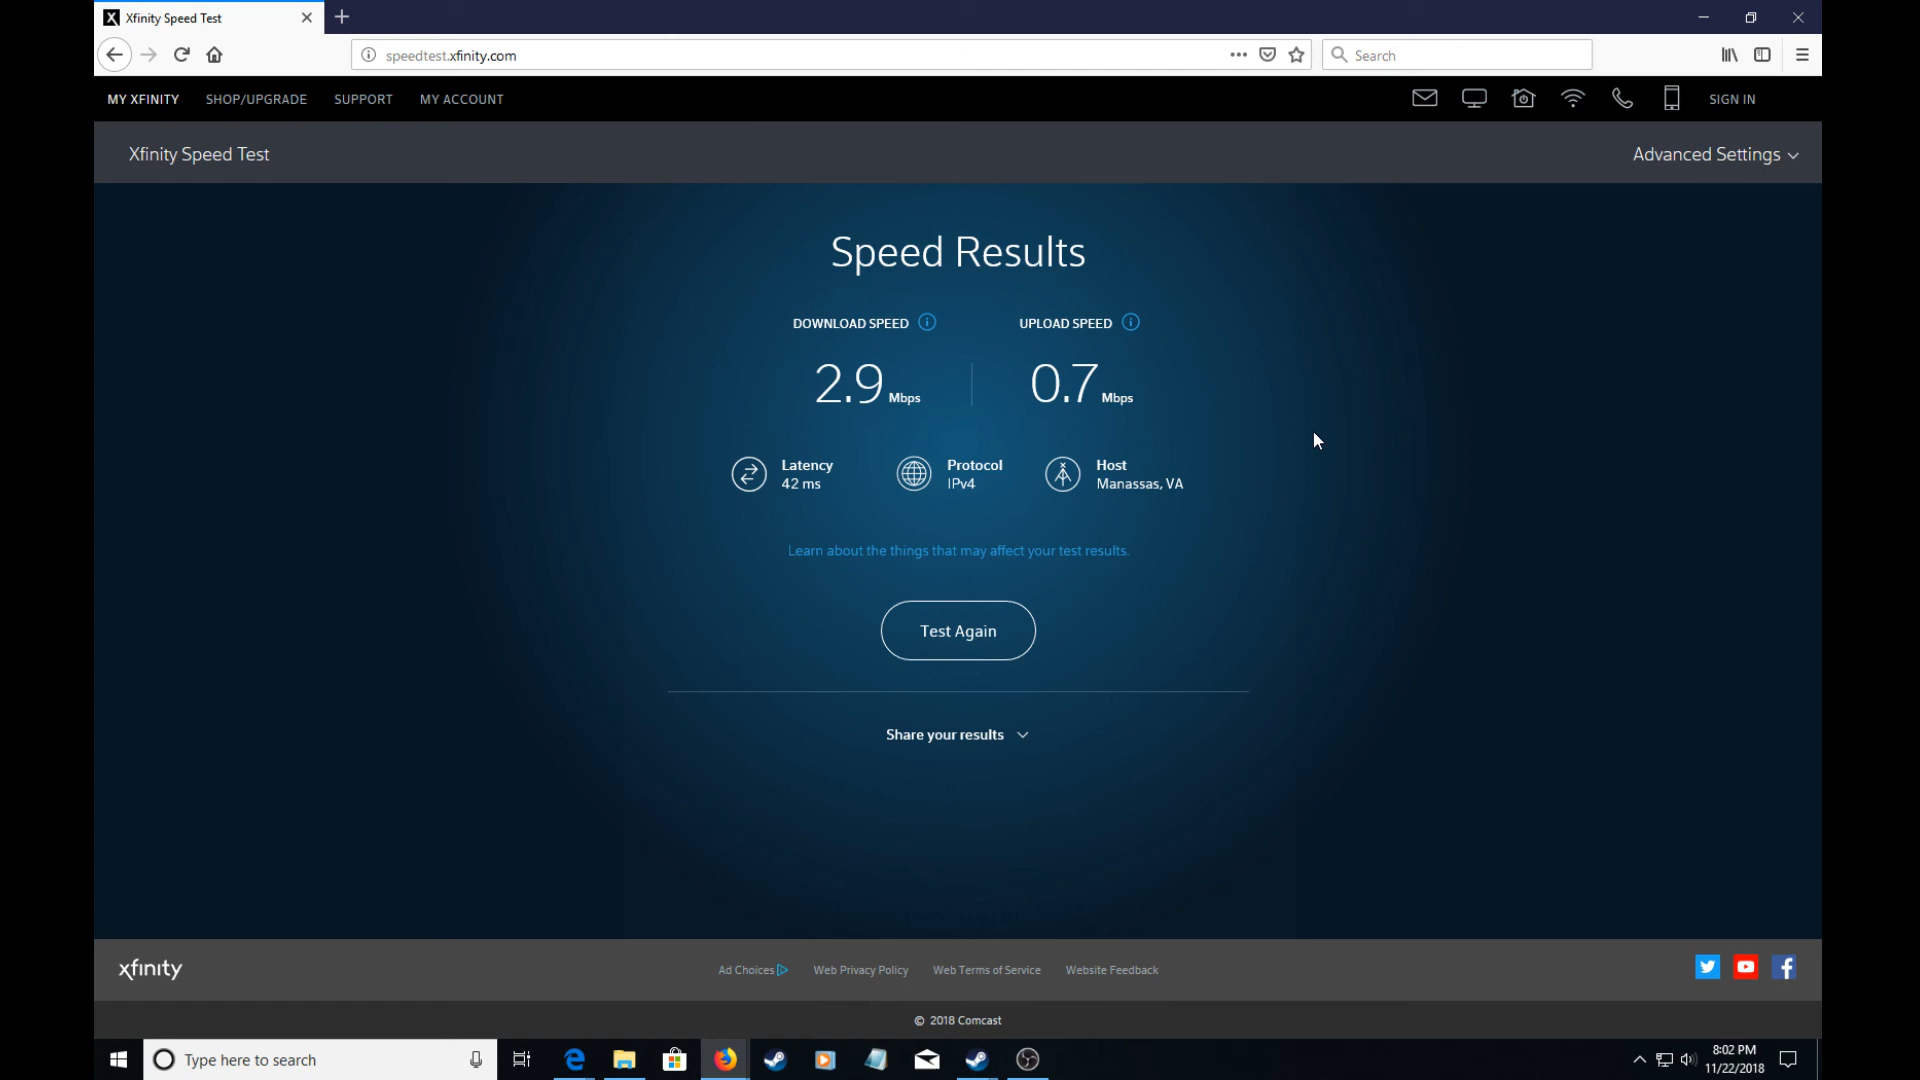 Xfinity Speed Test
speedtest.xfinity.com
Search
MY XFINITY SHOP/UPGRADE SUPPORT MY ACCOUNT SIGN IN
Xfinity Speed Test Advanced Settings
Speed Results
DOWNLOAD SPEED UPLOAD SPEED
2.9 Mbps 0.7 Mbps
Latency Protocol Host
42 ms IPv4 Manassas, VA
Learn about the things that may affect your test results.
Test Again
Share your results
xfinity Ad Choices Web Privacy Policy Web Terms of Service Website Feedback
© 2018 Comcast
Type here to search
8:02 PM
11/22/2018